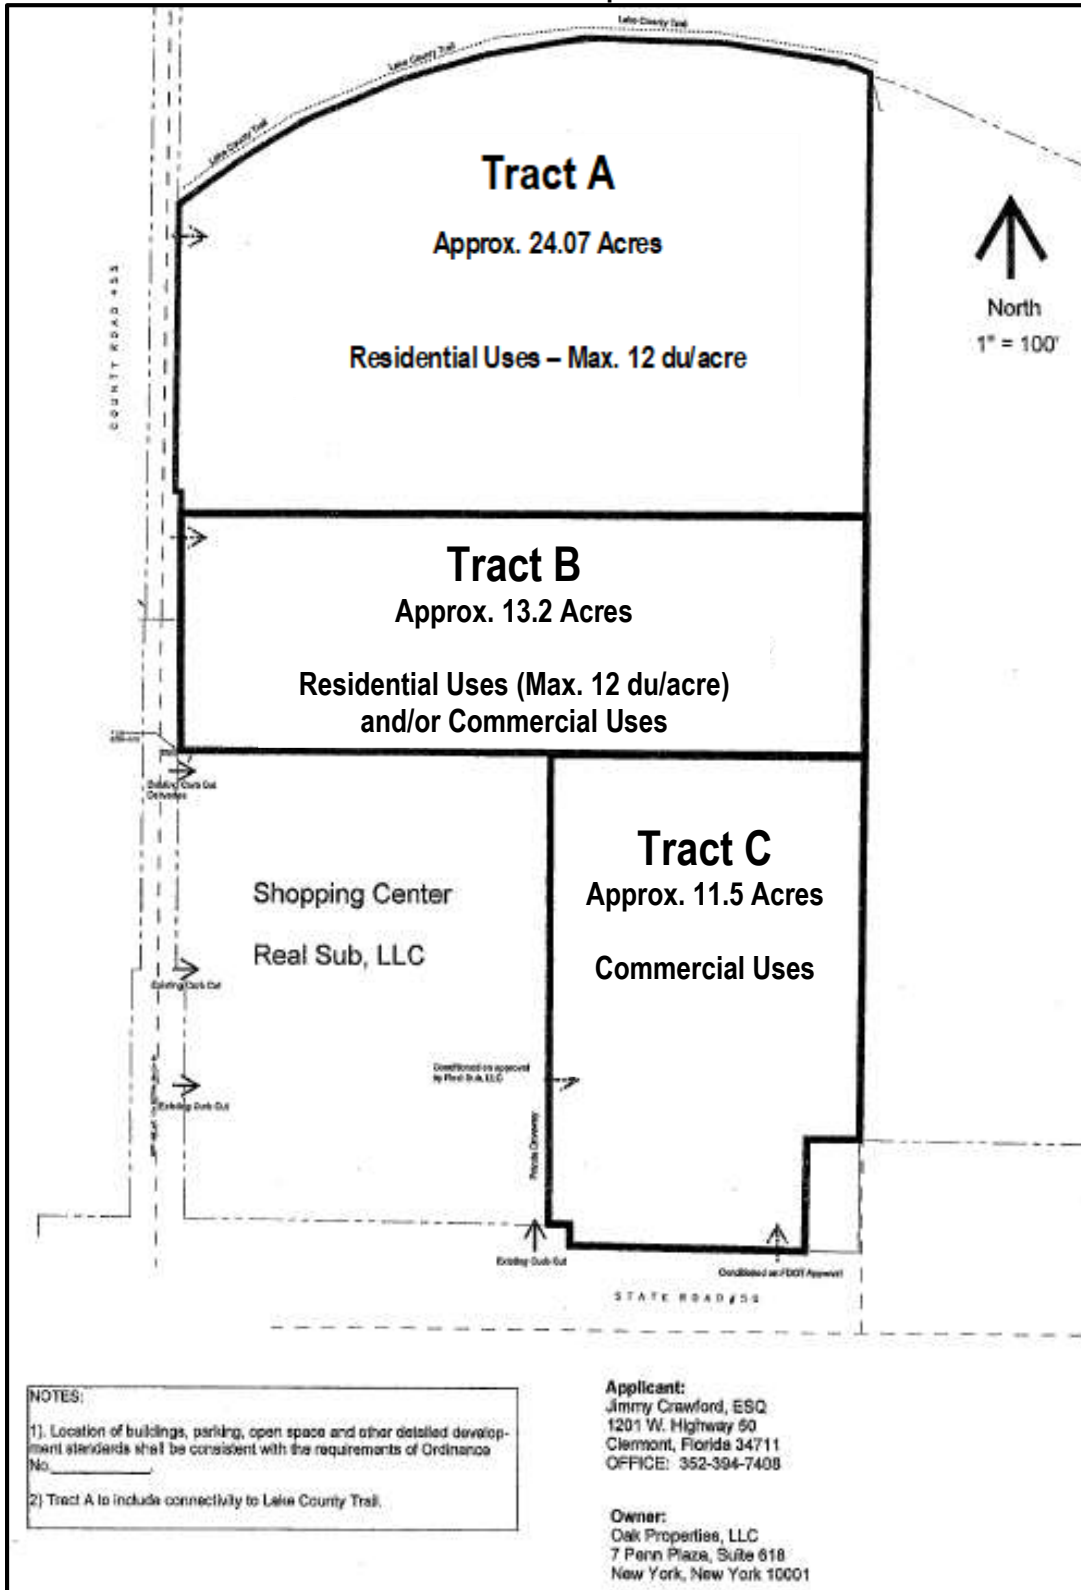 Lake County Trail
Lake County Trail
Lake County Trail
Tract A
Approx. 24.07 Acres
Residential Uses – Max. 12 du/acre
North
1" = 100'
COUNTY ROAD 455
Tract B
Approx. 13.2 Acres
Residential Uses (Max. 12 du/acre)
and/or Commercial Uses
Existing Curb Cut
Tract C
Approx. 11.5 Acres
Commercial Uses
Shopping Center
Real Sub, LLC
Existing Curb Cut
Conditioned on approval
by Real Sub, LLC
Existing Curb Cut
Private Driveway
Existing Curb Cut
Conditioned on FDOT Approval
STATE ROAD #50
NOTES:
1). Location of buildings, parking, open space and other detailed develop-
ment standards shall be consistent with the requirements of Ordinance
No.____________.
2) Tract A to include connectivity to Lake County Trail.
Applicant:
Jimmy Crawford, ESQ
1201 W. Highway 50
Clermont, Florida 34711
OFFICE: 352-394-7408
Owner:
Oak Properties, LLC
7 Penn Plaza, Suite 618
New York, New York 10001